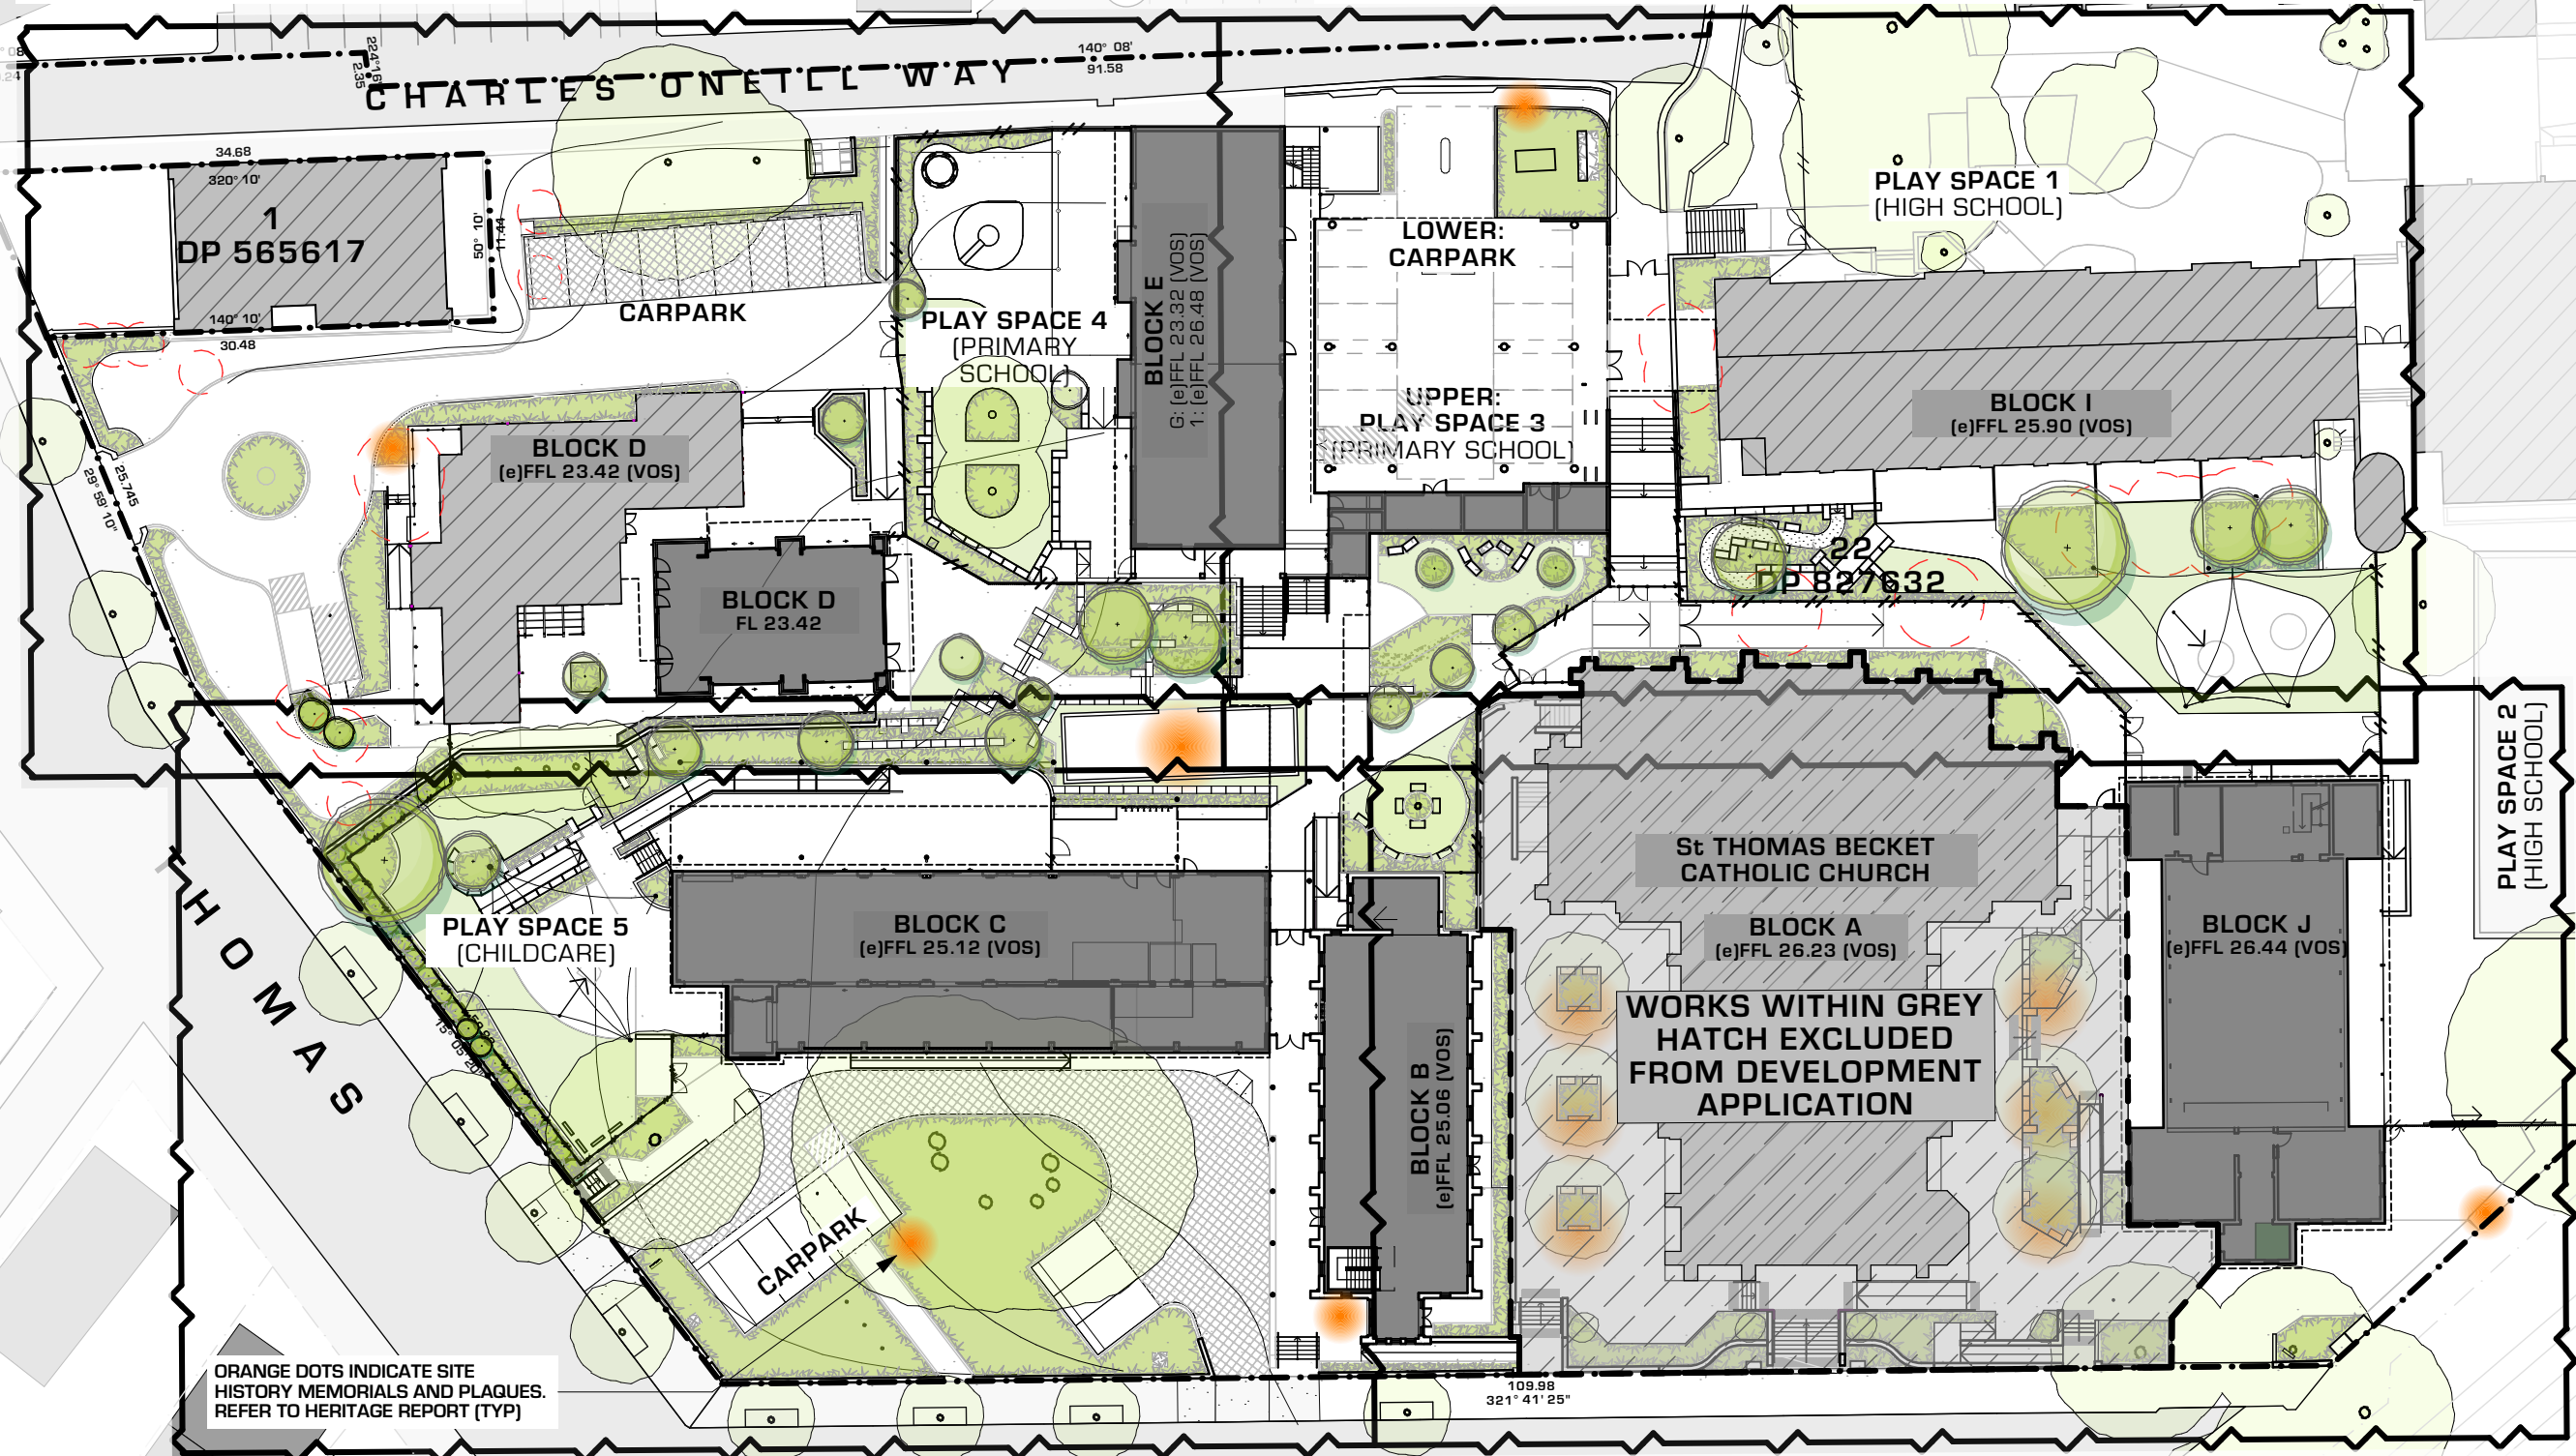 140° 08'
91.58
224°16'
2.35
CHARLES ONEILL WAY
34.68
320° 10'
1
DP 565617
50° 10'
11.44
140° 10'
30.48
CARPARK
PLAY SPACE 4
(PRIMARY
SCHOOL)
BLOCK E
G: (e)FFL 23.32 (VOS)
1: (e)FFL 26.48 (VOS)
LOWER:
CARPARK
UPPER:
PLAY SPACE 3
(PRIMARY SCHOOL)
PLAY SPACE 1
(HIGH SCHOOL)
BLOCK I
(e)FFL 25.90 (VOS)
BLOCK D
(e)FFL 23.42 (VOS)
25.745
29° 59' 10"
BLOCK D
FL 23.42
22
DP 827632
PLAY SPACE 2
(HIGH SCHOOL)
St THOMAS BECKET
CATHOLIC CHURCH
BLOCK A
(e)FFL 26.23 (VOS)
WORKS WITHIN GREY
HATCH EXCLUDED
FROM DEVELOPMENT
APPLICATION
BLOCK J
(e)FFL 26.44 (VOS)
PLAY SPACE 5
(CHILDCARE)
BLOCK C
(e)FFL 25.12 (VOS)
BLOCK B
(e)FFL 25.06 (VOS)
THOMAS
CARPARK
ORANGE DOTS INDICATE SITE
HISTORY MEMORIALS AND PLAQUES.
REFER TO HERITAGE REPORT (TYP)
109.98
321° 41' 25"